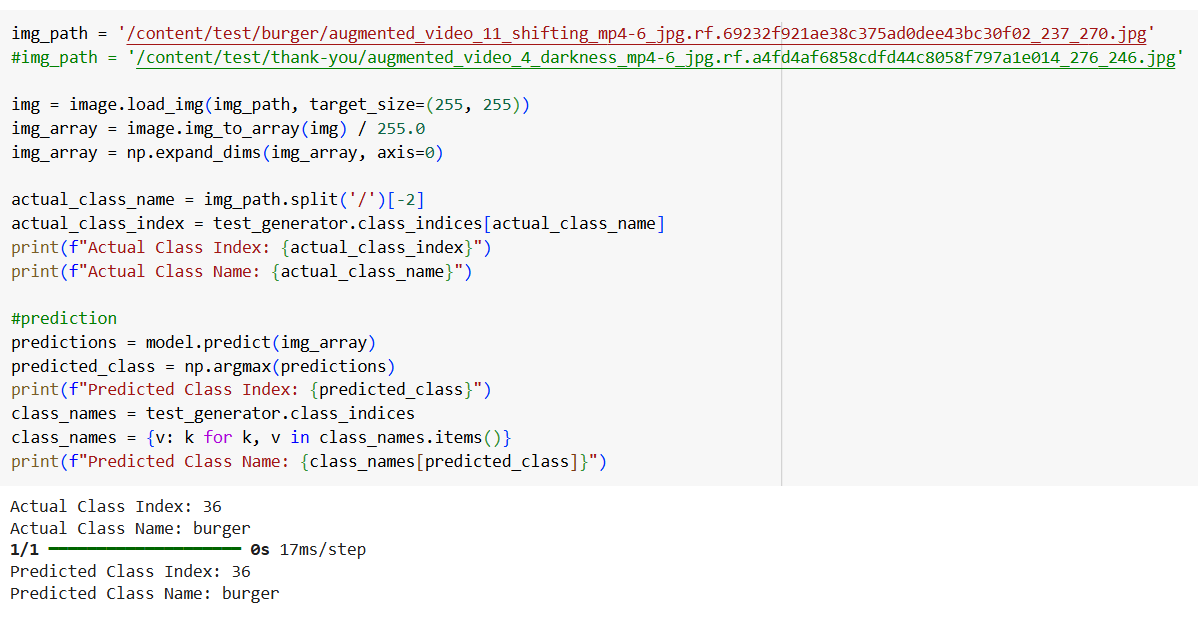 img_path = '/content/test/burger/augmented_video_11_shifting_mp4-6_jpg.rf.69232f921ae38c375ad0dee43bc30f02_237_270.jpg'
#img_path = '/content/test/thank-you/augmented_video_4_darkness_mp4-6_jpg.rf.a4fd4af6858cdfd44c8058f797a1e014_276_246.jpg'
img = image.load_img(img_path, target_size=(255, 255))
img_array = image.img_to_array(img) / 255.0
img_array = np.expand_dims(img_array, axis=0)
actual_class_name = img_path.split('/')[-2]
actual_class_index = test_generator.class_indices[actual_class_name]
print(f"Actual Class Index: {actual_class_index}")
print(f"Actual Class Name: {actual_class_name}")
#prediction
predictions = model.predict(img_array)
predicted_class = np.argmax(predictions)
print(f"Predicted Class Index: {predicted_class}")
class_names = test_generator.class_indices
class_names = {v: k for k, v in class_names.items()}
print(f"Predicted Class Name: {class_names[predicted_class]}")
Actual Class Index: 36
Actual Class Name: burger
1/1 ━━━━━━━━━━━━━━━━━━━━ 0s 17ms/step
Predicted Class Index: 36
Predicted Class Name: burger